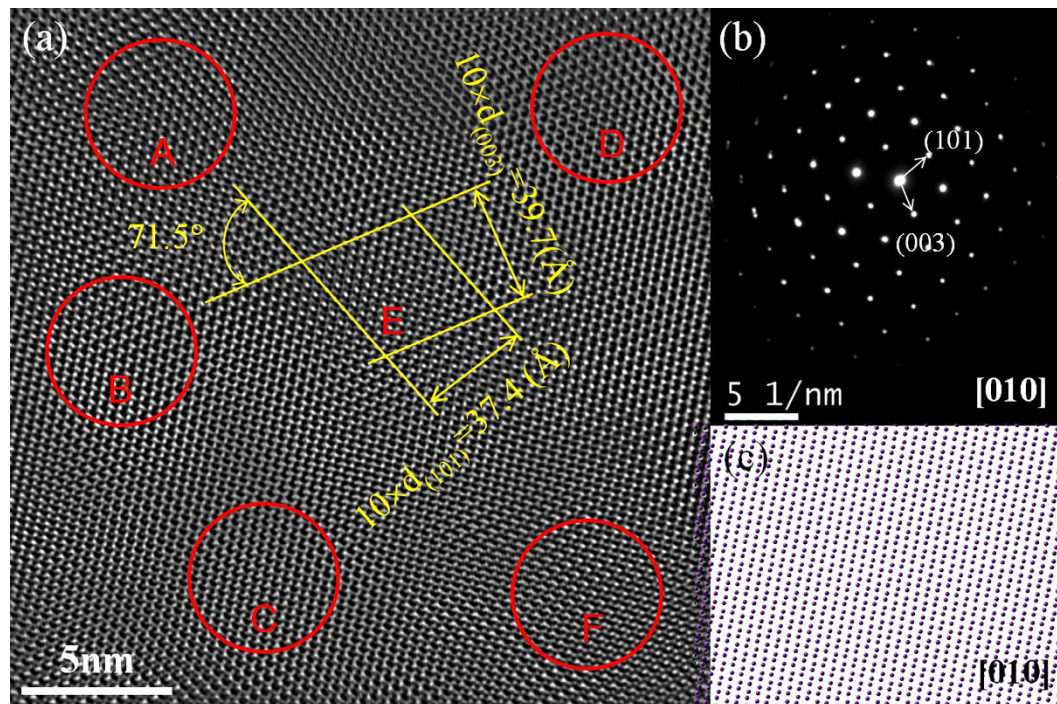 (a)
A
D
10×d(003)=39.7(Å)
71.5°
B
E
10×d(101)=37.4 (Å)
C
F
5nm
(b)
(101)
(003)
5 1/nm
[010]
(c)
[010]